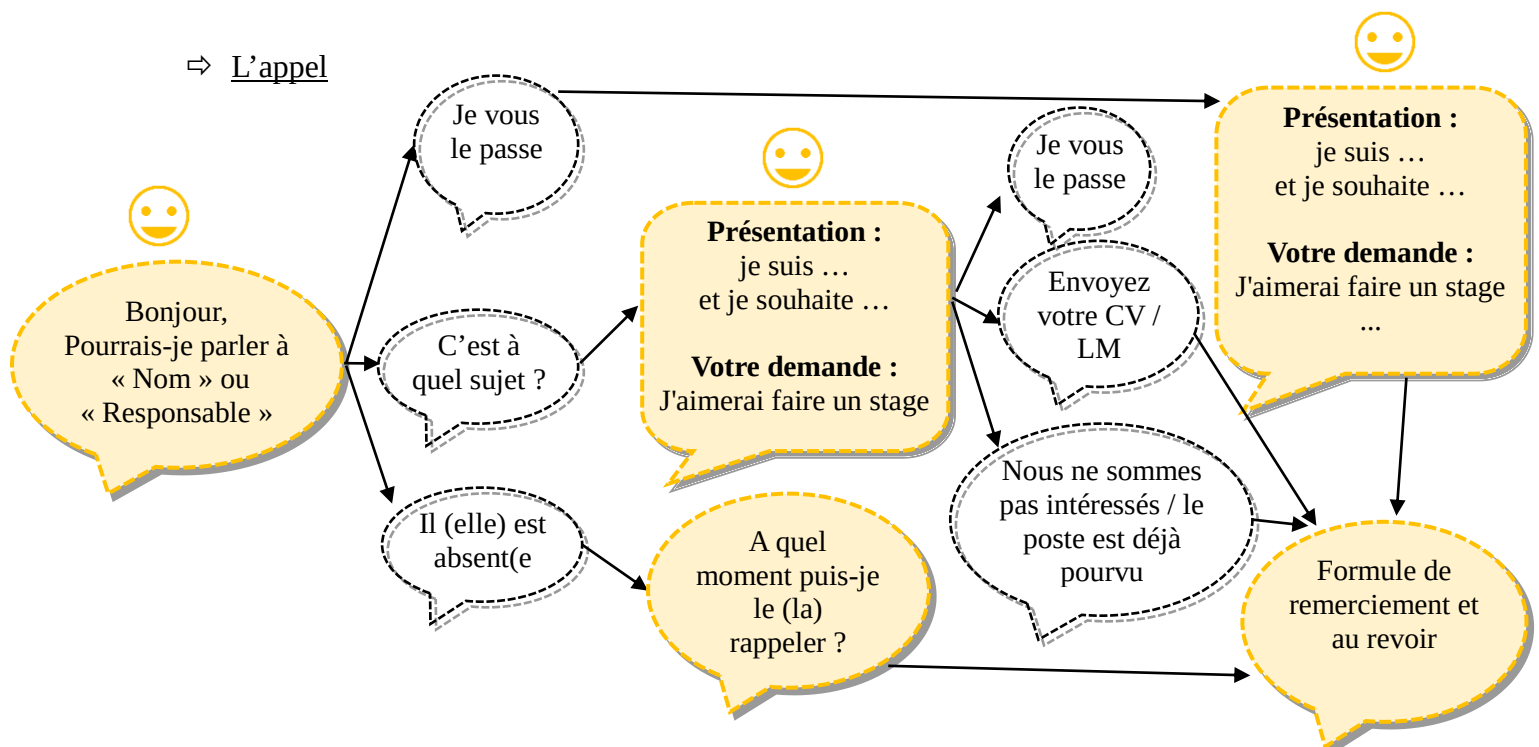 ⇨ L’appel
Je vous
le passe
Présentation :
je suis …
et je souhaite …
Votre demande :
J'aimerai faire un stage
...
Je vous
le passe
Présentation :
je suis …
et je souhaite …
Votre demande :
J'aimerai faire un stage
Bonjour,
Pourrais-je parler à
« Nom » ou
« Responsable »
C’est à
quel sujet ?
Envoyez
votre CV /
LM
Il (elle) est
absent(e
A quel
moment puis-je
le (la)
rappeler ?
Nous ne sommes
pas intéressés / le
poste est déjà
pourvu
Formule de
remerciement et
au revoir